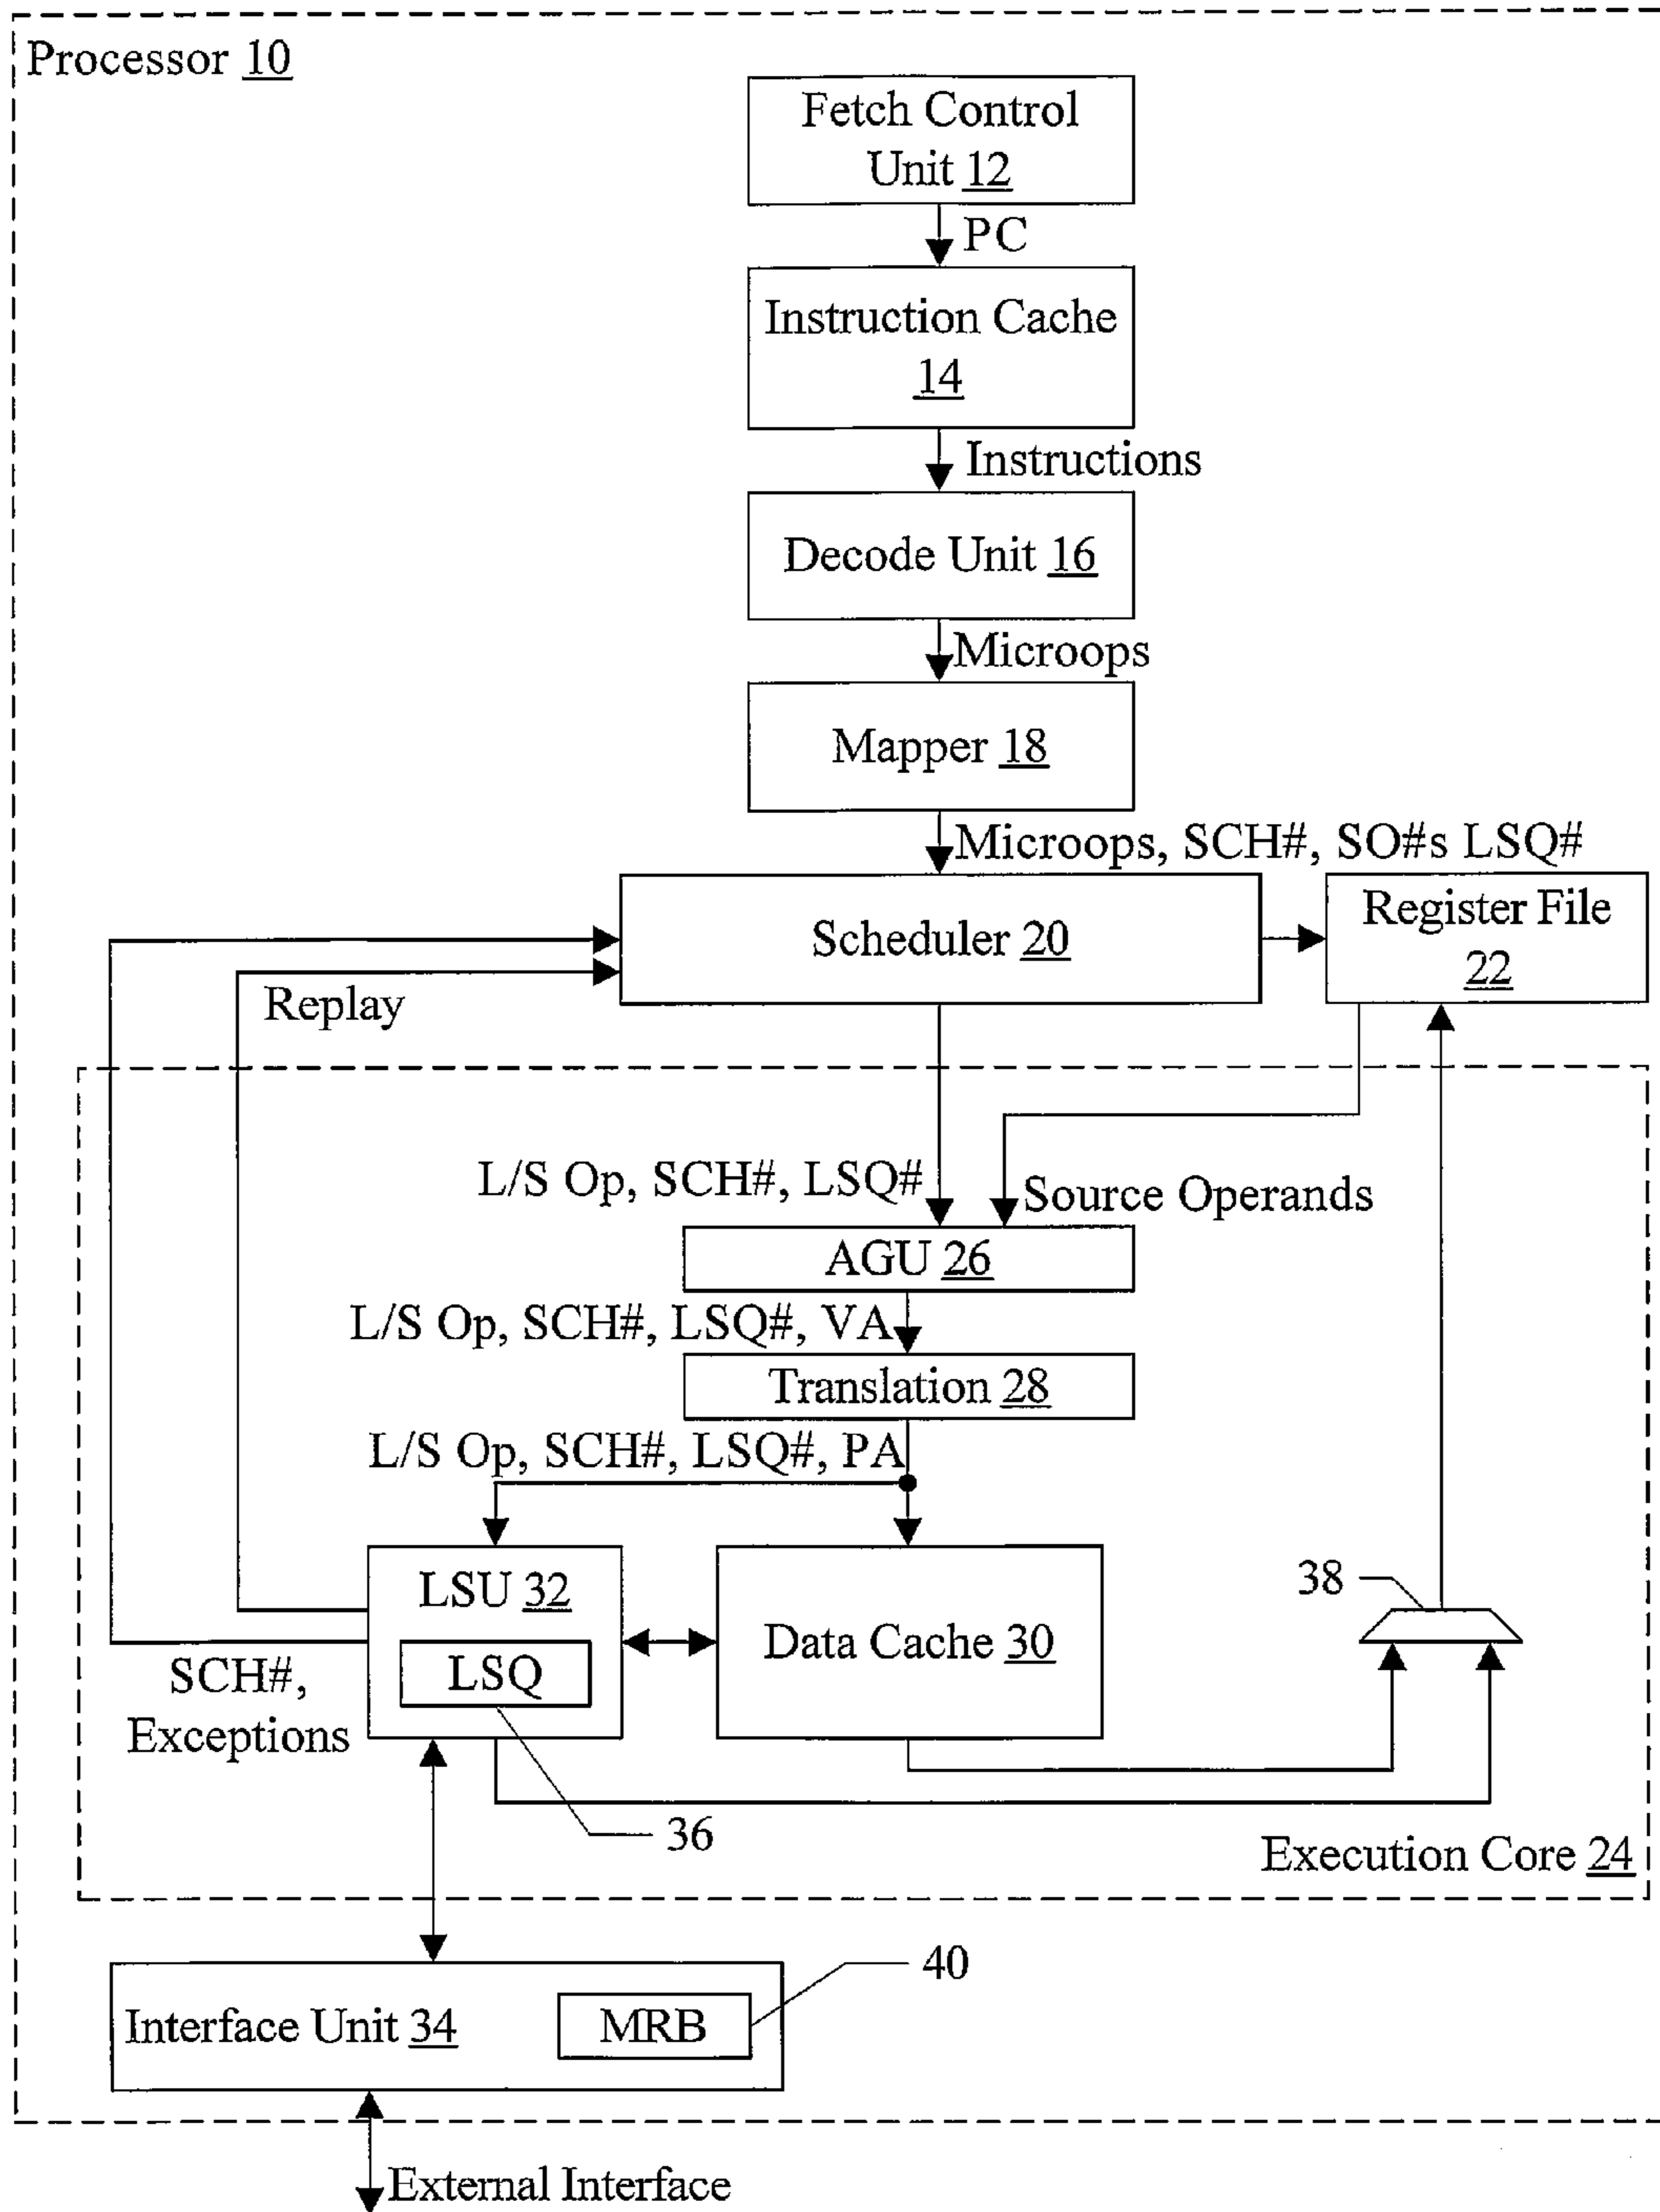 Processor 10
Fetch Control
Unit 12
PC
Instruction Cache
14
Instructions
Decode Unit 16
Microops
Mapper 18
Microops, SCH#, SO#s LSQ#
Scheduler 20
Register File
22
Replay
L/S Op, SCH#, LSQ#
Source Operands
AGU 26
L/S Op, SCH#, LSQ#, VA
Translation 28
L/S Op, SCH#, LSQ#, PA
LSU 32
LSQ
Data Cache 30
38
SCH#,
Exceptions
36
Execution Core 24
40
Interface Unit 34
MRB
External Interface